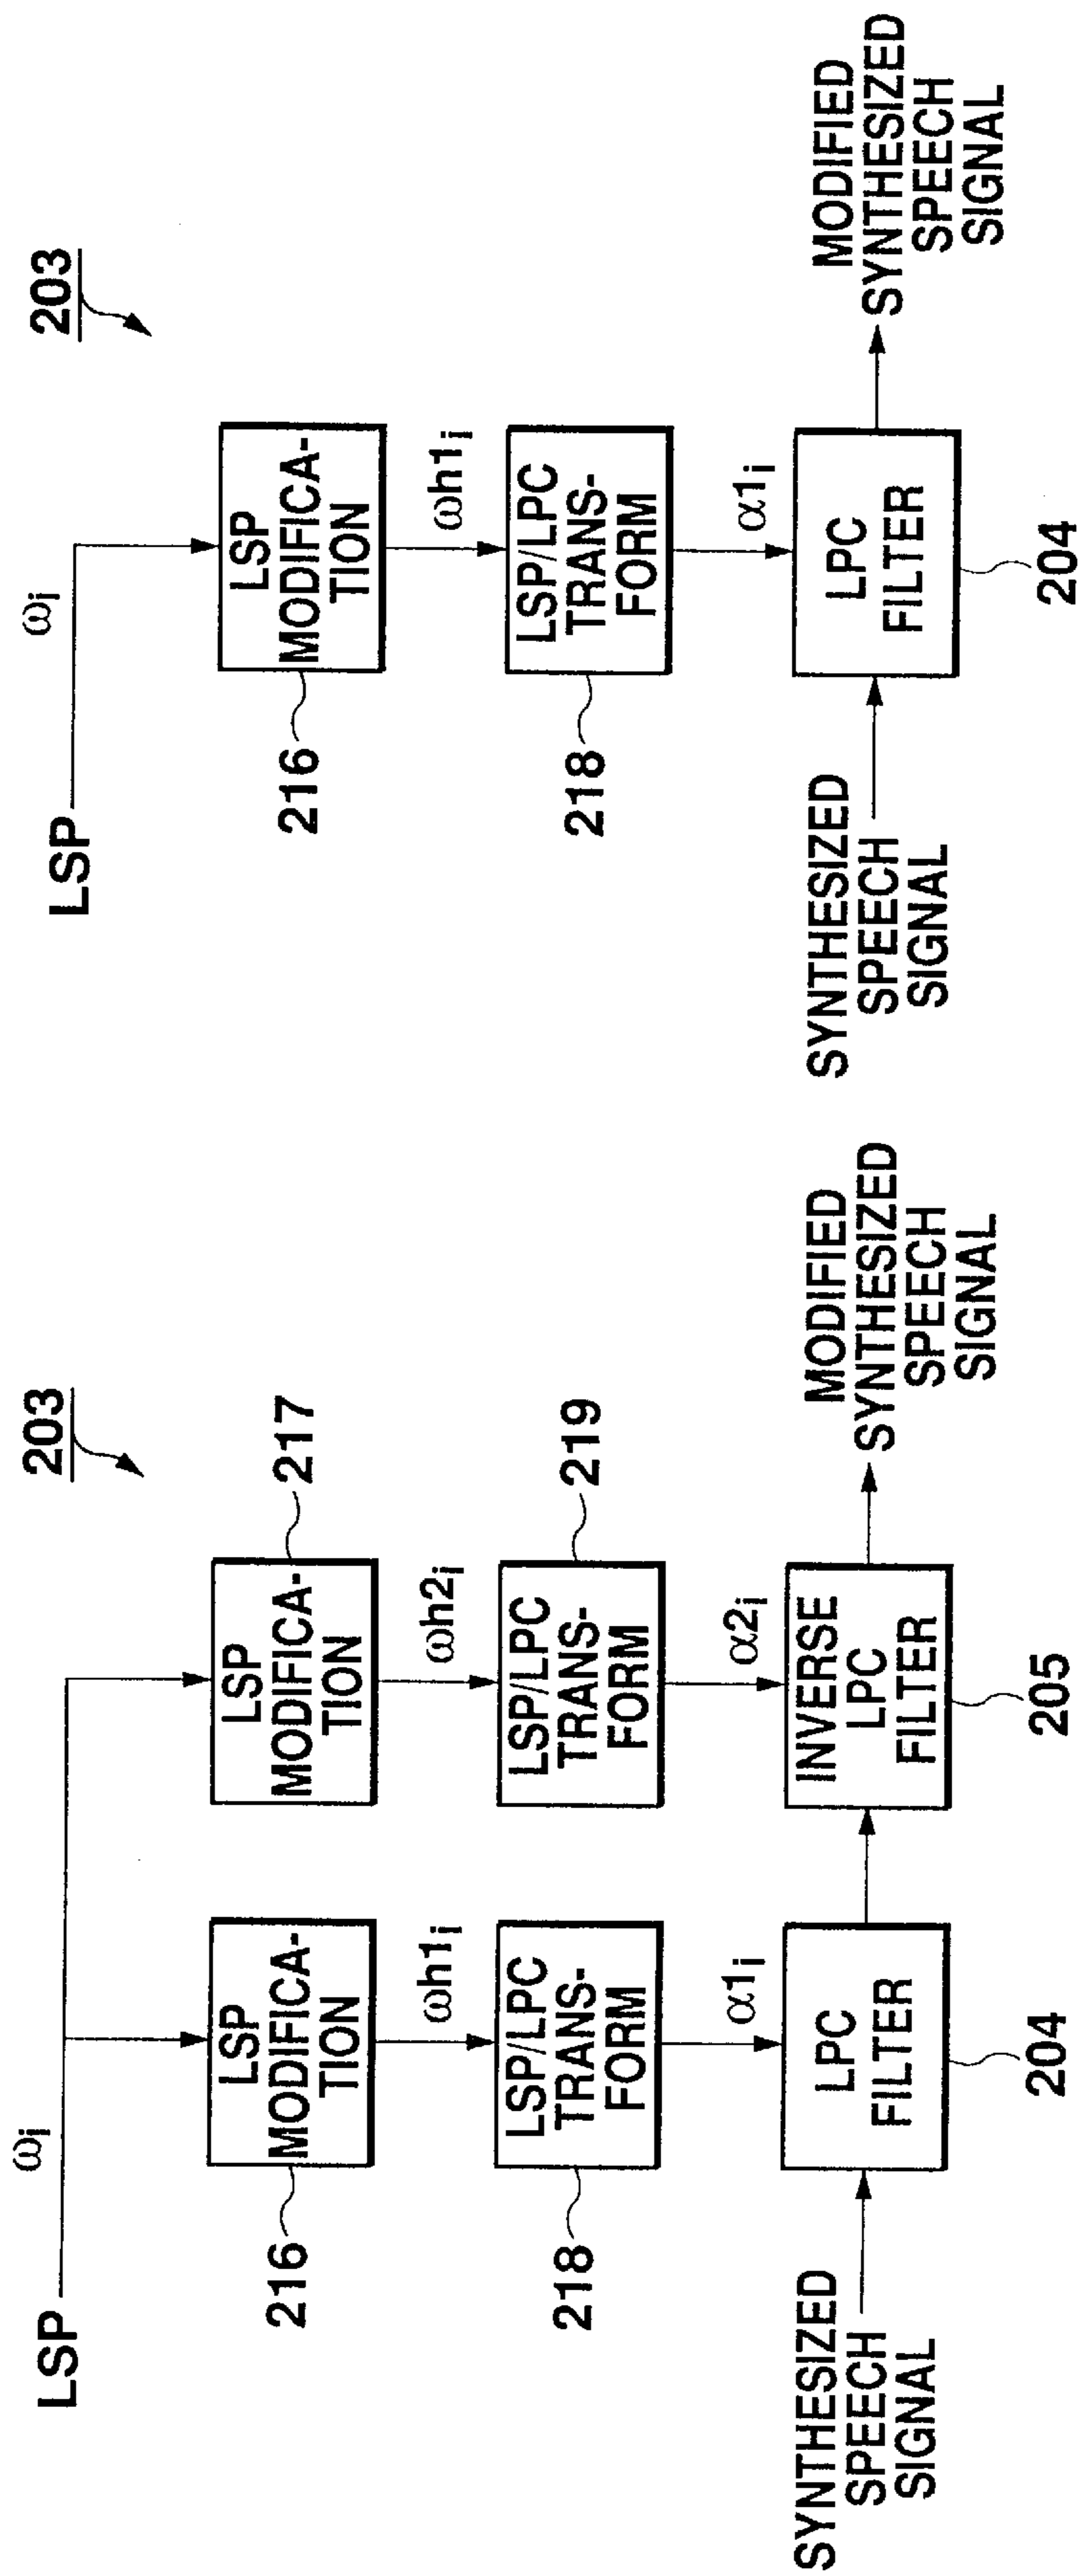 203
LSP
ωi
LSP
MODIFICA-
TION
216
LSP
MODIFICA-
TION
217
ωh1i
ωh2i
LSP/LPC
TRANS-
FORM
218
LSP/LPC
TRANS-
FORM
219
α1i
α2i
SYNTHESIZED
SPEECH
SIGNAL
LPC
FILTER
204
INVERSE
LPC
FILTER
205
MODIFIED
SYNTHESIZED
SPEECH
SIGNAL
203
LSP
ωi
LSP
MODIFICA-
TION
216
ωh1i
LSP/LPC
TRANS-
FORM
218
α1i
SYNTHESIZED
SPEECH
SIGNAL
LPC
FILTER
204
MODIFIED
SYNTHESIZED
SPEECH
SIGNAL